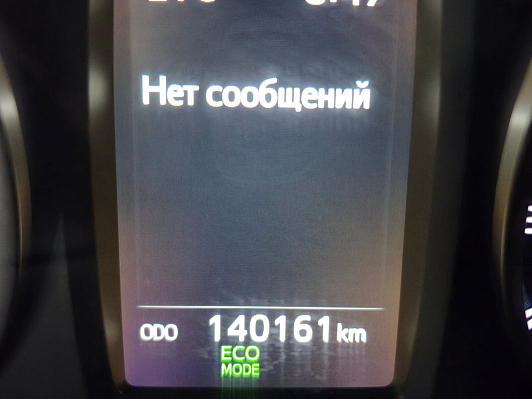 Нет сообщений
ODO 140161 km
ECO
MODE